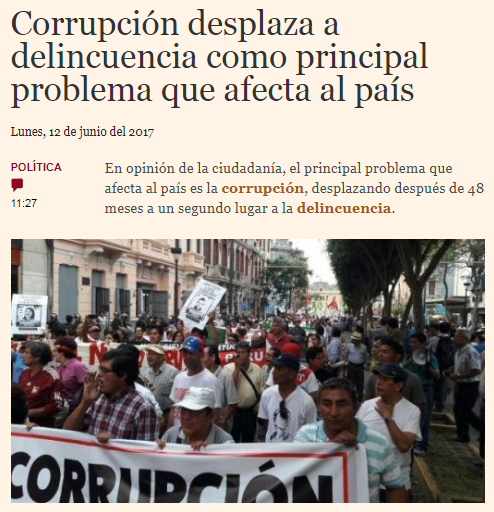 Corrupción desplaza a
delincuencia como principal
problema que afecta al país
Lunes, 12 de junio del 2017
POLÍTICA
11:27
En opinión de la ciudadanía, el principal problema que
afecta al país es la corrupción, desplazando después de 48
meses a un segundo lugar a la delincuencia.
CORRUPCIÓN